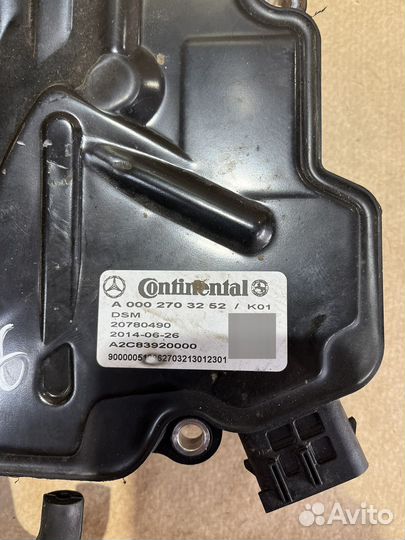 Continental
A 000 270 32 52 / K01
DSM
20780490
2014-06-26
A2C83920000
Avito